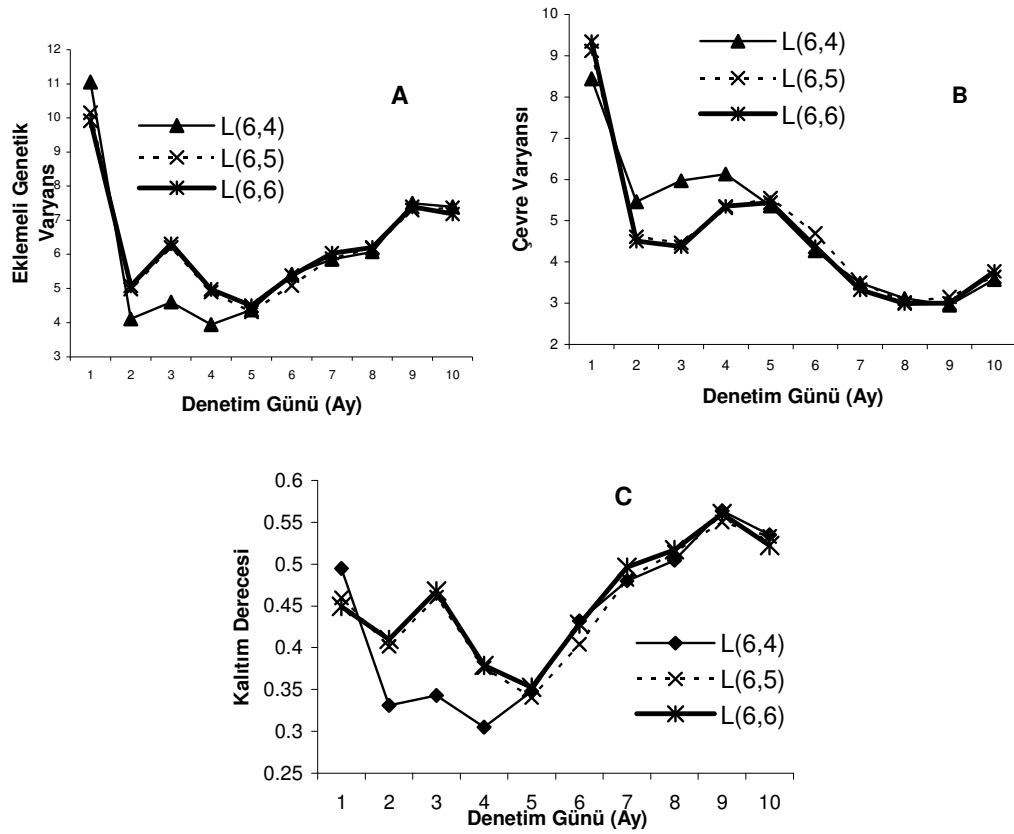 A
Eklemeli Genetik
Varyans
12
11
10
9
8
7
6
5
4
3
L(6,4)
L(6,5)
L(6,6)
1 2 3 4 5 6 7 8 9 10
Denetim Günü (Ay)
B
Çevre Varyansı
10
9
8
7
6
5
4
3
2
L(6,4)
L(6,5)
L(6,6)
1 2 3 4 5 6 7 8 9 10
Denetim Günü (Ay)
C
Kalıtım Derecesi
0.6
0.55
0.5
0.45
0.4
0.35
0.3
0.25
L(6,4)
L(6,5)
L(6,6)
1 2 3 4 5 6 7 8 9 10
Denetim Günü (Ay)